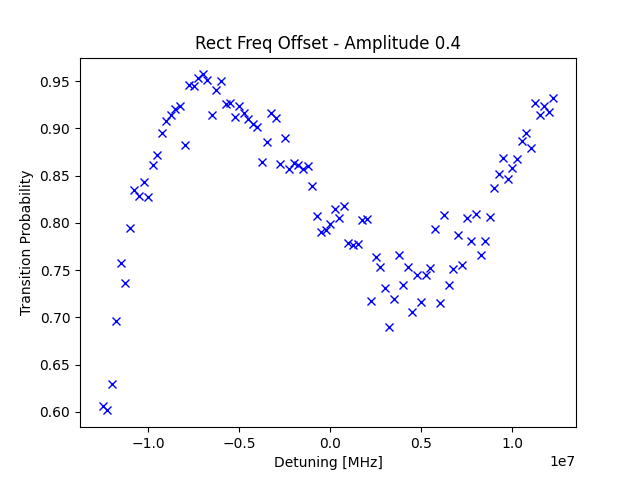 Rect Freq Offset - Amplitude 0.4
Transition Probability
0.95
0.90
0.85
0.80
0.75
0.70
0.65
0.60
−1.0 −0.5 0.0 0.5 1.0
1e7
Detuning [MHz]